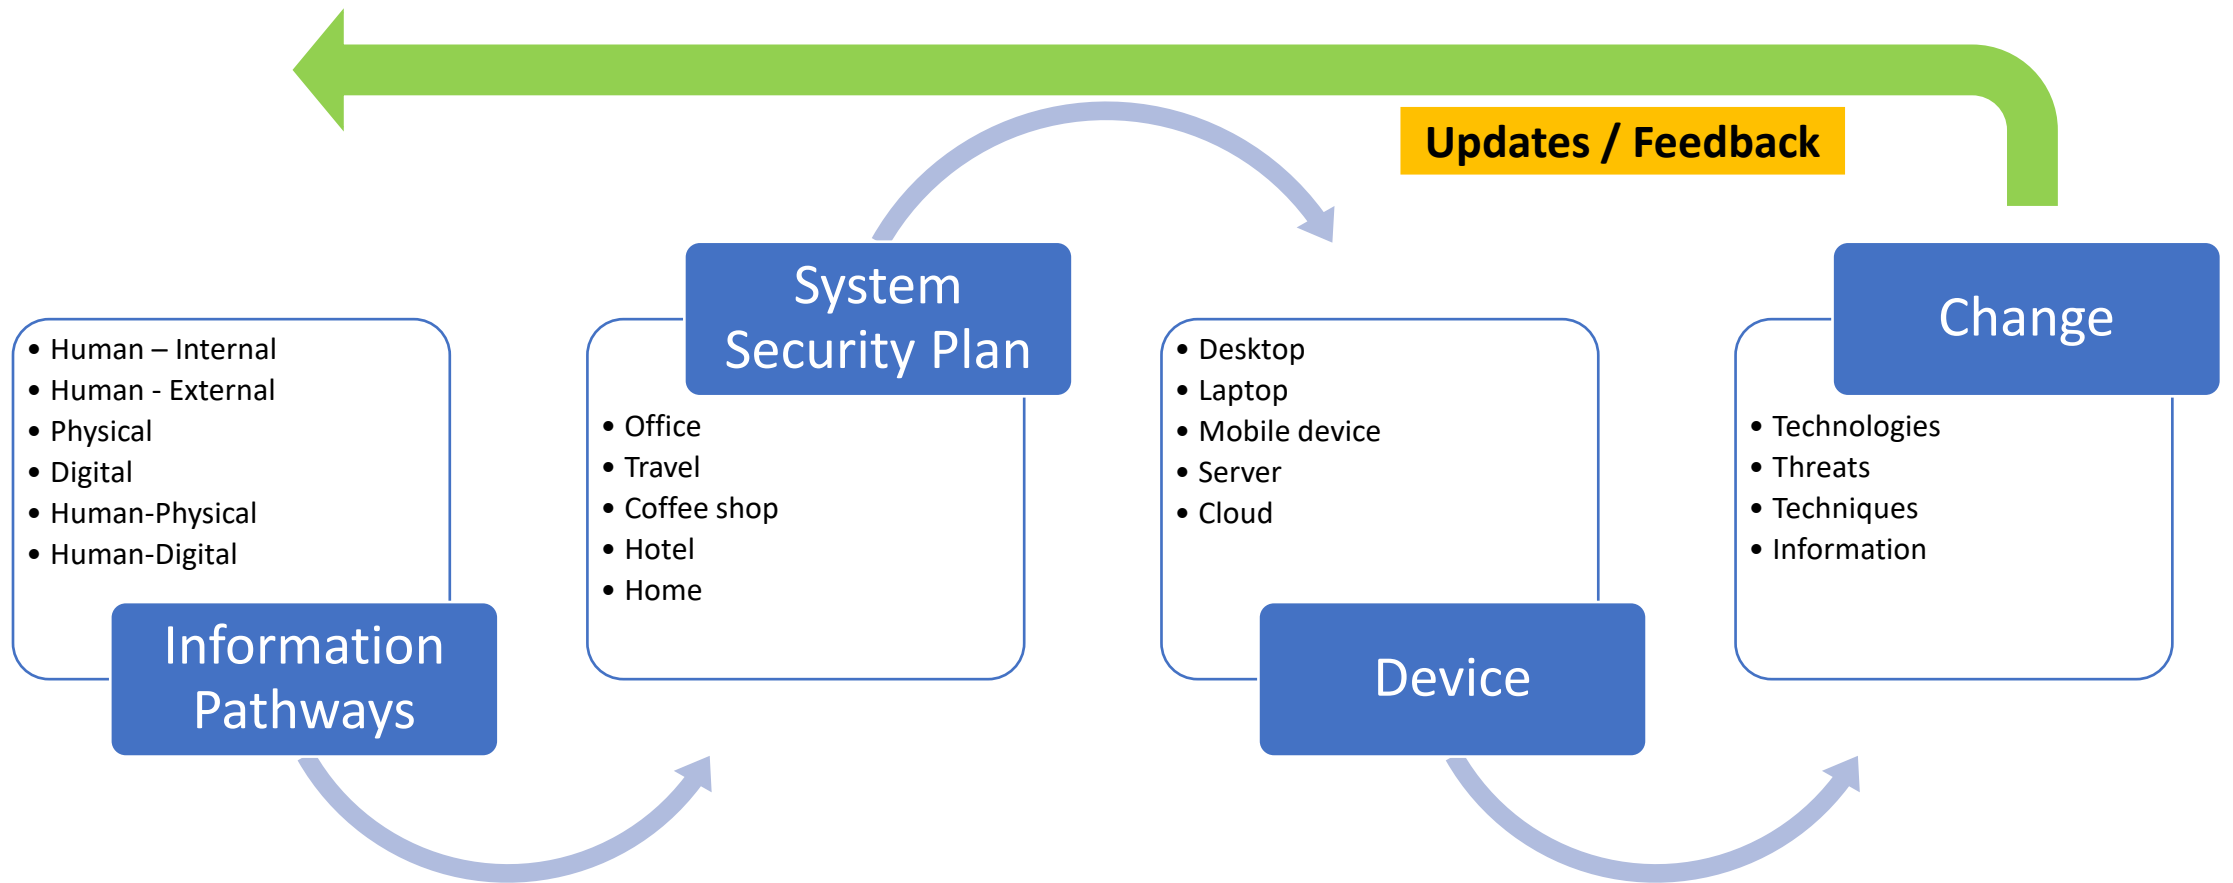 Updates / Feedback
• Human – Internal
• Human - External
• Physical
• Digital
• Human-Physical
• Human-Digital
Information
Pathways
System
Security Plan
• Office
• Travel
• Coffee shop
• Hotel
• Home
• Desktop
• Laptop
• Mobile device
• Server
• Cloud
Device
Change
• Technologies
• Threats
• Techniques
• Information